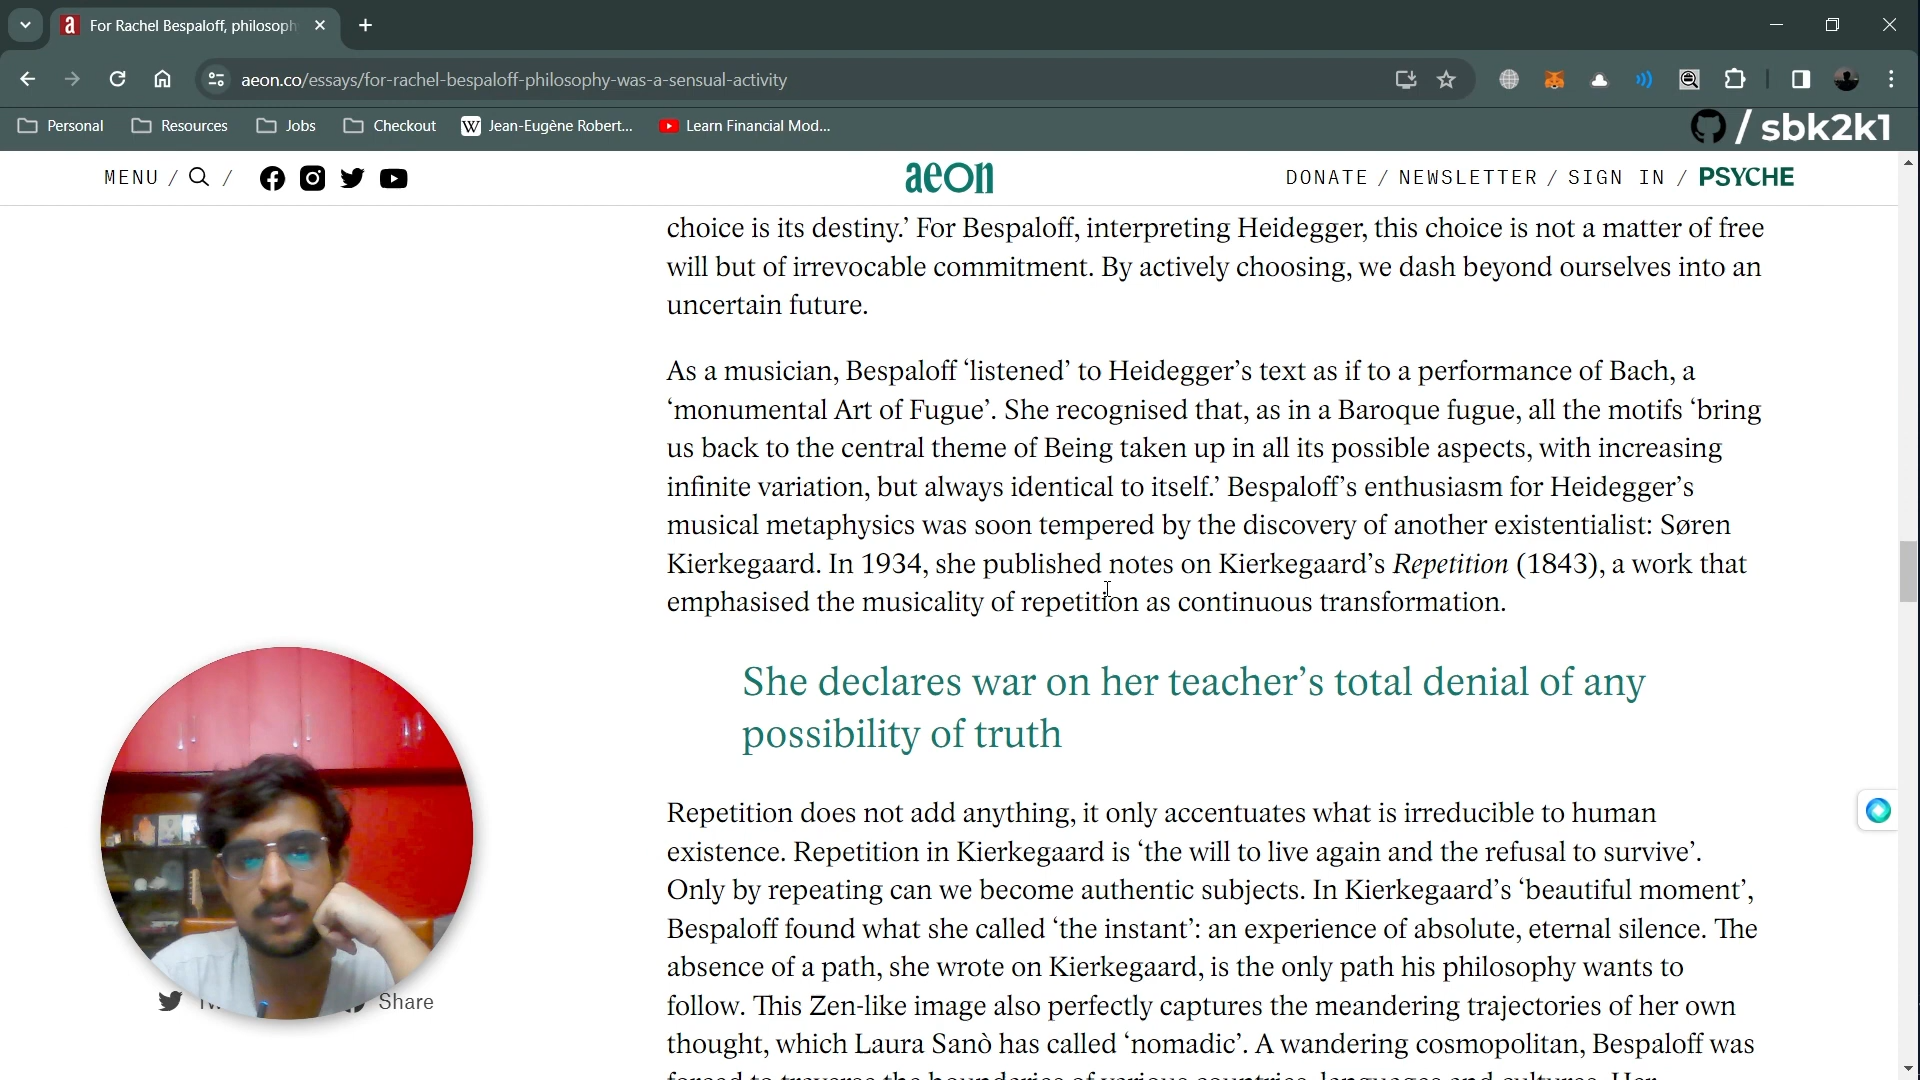 For Rachel Bespaloff, philosoph
aeon.co/essays/for-rachel-bespaloff-philosophy-was-a-sensual-activity
Personal
Resources
Jobs
Checkout
Jean-Eugène Robert...
Learn Financial Mod...
/ sbk2k1
MENU / /
aeon
DONATE / NEWSLETTER / SIGN IN / PSYCHE
choice is its destiny.’ For Bespaloff, interpreting Heidegger, this choice is not a matter of free
will but of irrevocable commitment. By actively choosing, we dash beyond ourselves into an
uncertain future.
As a musician, Bespaloff ‘listened’ to Heidegger’s text as if to a performance of Bach, a
‘monumental Art of Fugue’. She recognised that, as in a Baroque fugue, all the motifs ‘bring
us back to the central theme of Being taken up in all its possible aspects, with increasing
infinite variation, but always identical to itself.’ Bespaloff’s enthusiasm for Heidegger’s
musical metaphysics was soon tempered by the discovery of another existentialist: Søren
Kierkegaard. In 1934, she published notes on Kierkegaard’s Repetition (1843), a work that
emphasised the musicality of repetition as continuous transformation.
She declares war on her teacher’s total denial of any
possibility of truth
Repetition does not add anything, it only accentuates what is irreducible to human
existence. Repetition in Kierkegaard is ‘the will to live again and the refusal to survive’.
Only by repeating can we become authentic subjects. In Kierkegaard’s ‘beautiful moment’,
Bespaloff found what she called ‘the instant’: an experience of absolute, eternal silence. The
absence of a path, she wrote on Kierkegaard, is the only path his philosophy wants to
follow. This Zen-like image also perfectly captures the meandering trajectories of her own
thought, which Laura Sanò has called ‘nomadic’. A wandering cosmopolitan, Bespaloff was
forced to traverse the boundaries of various countries, languages and cultures. Her
Share